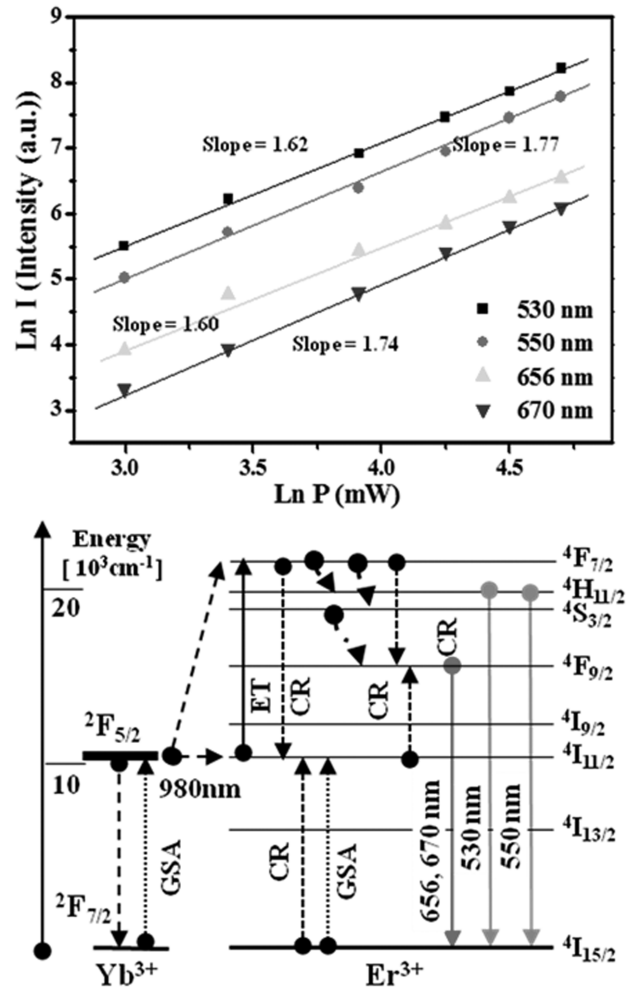 9
8
7
6
5
4
3
Ln I ((Intensity (a.u.))
Slope = 1.62
Slope = 1.77
Slope = 1.60
Slope = 1.74
530 nm
550 nm
656 nm
670 nm
3.0 3.5 4.0 4.5
Ln P (mW)
Energy
[ 10³cm⁻¹]
20
10
²F₅/₂
²F₇/₂
980nm
GSA
Yb³⁺
ET
CR
CR
CR
CR
GSA
656, 670 nm
530 nm
550 nm
⁴F₇/₂
⁴H₁₁/₂
⁴S₃/₂
⁴F₉/₂
⁴I₉/₂
⁴I₁₁/₂
⁴I₁₃/₂
⁴I₁₅/₂
Er³⁺